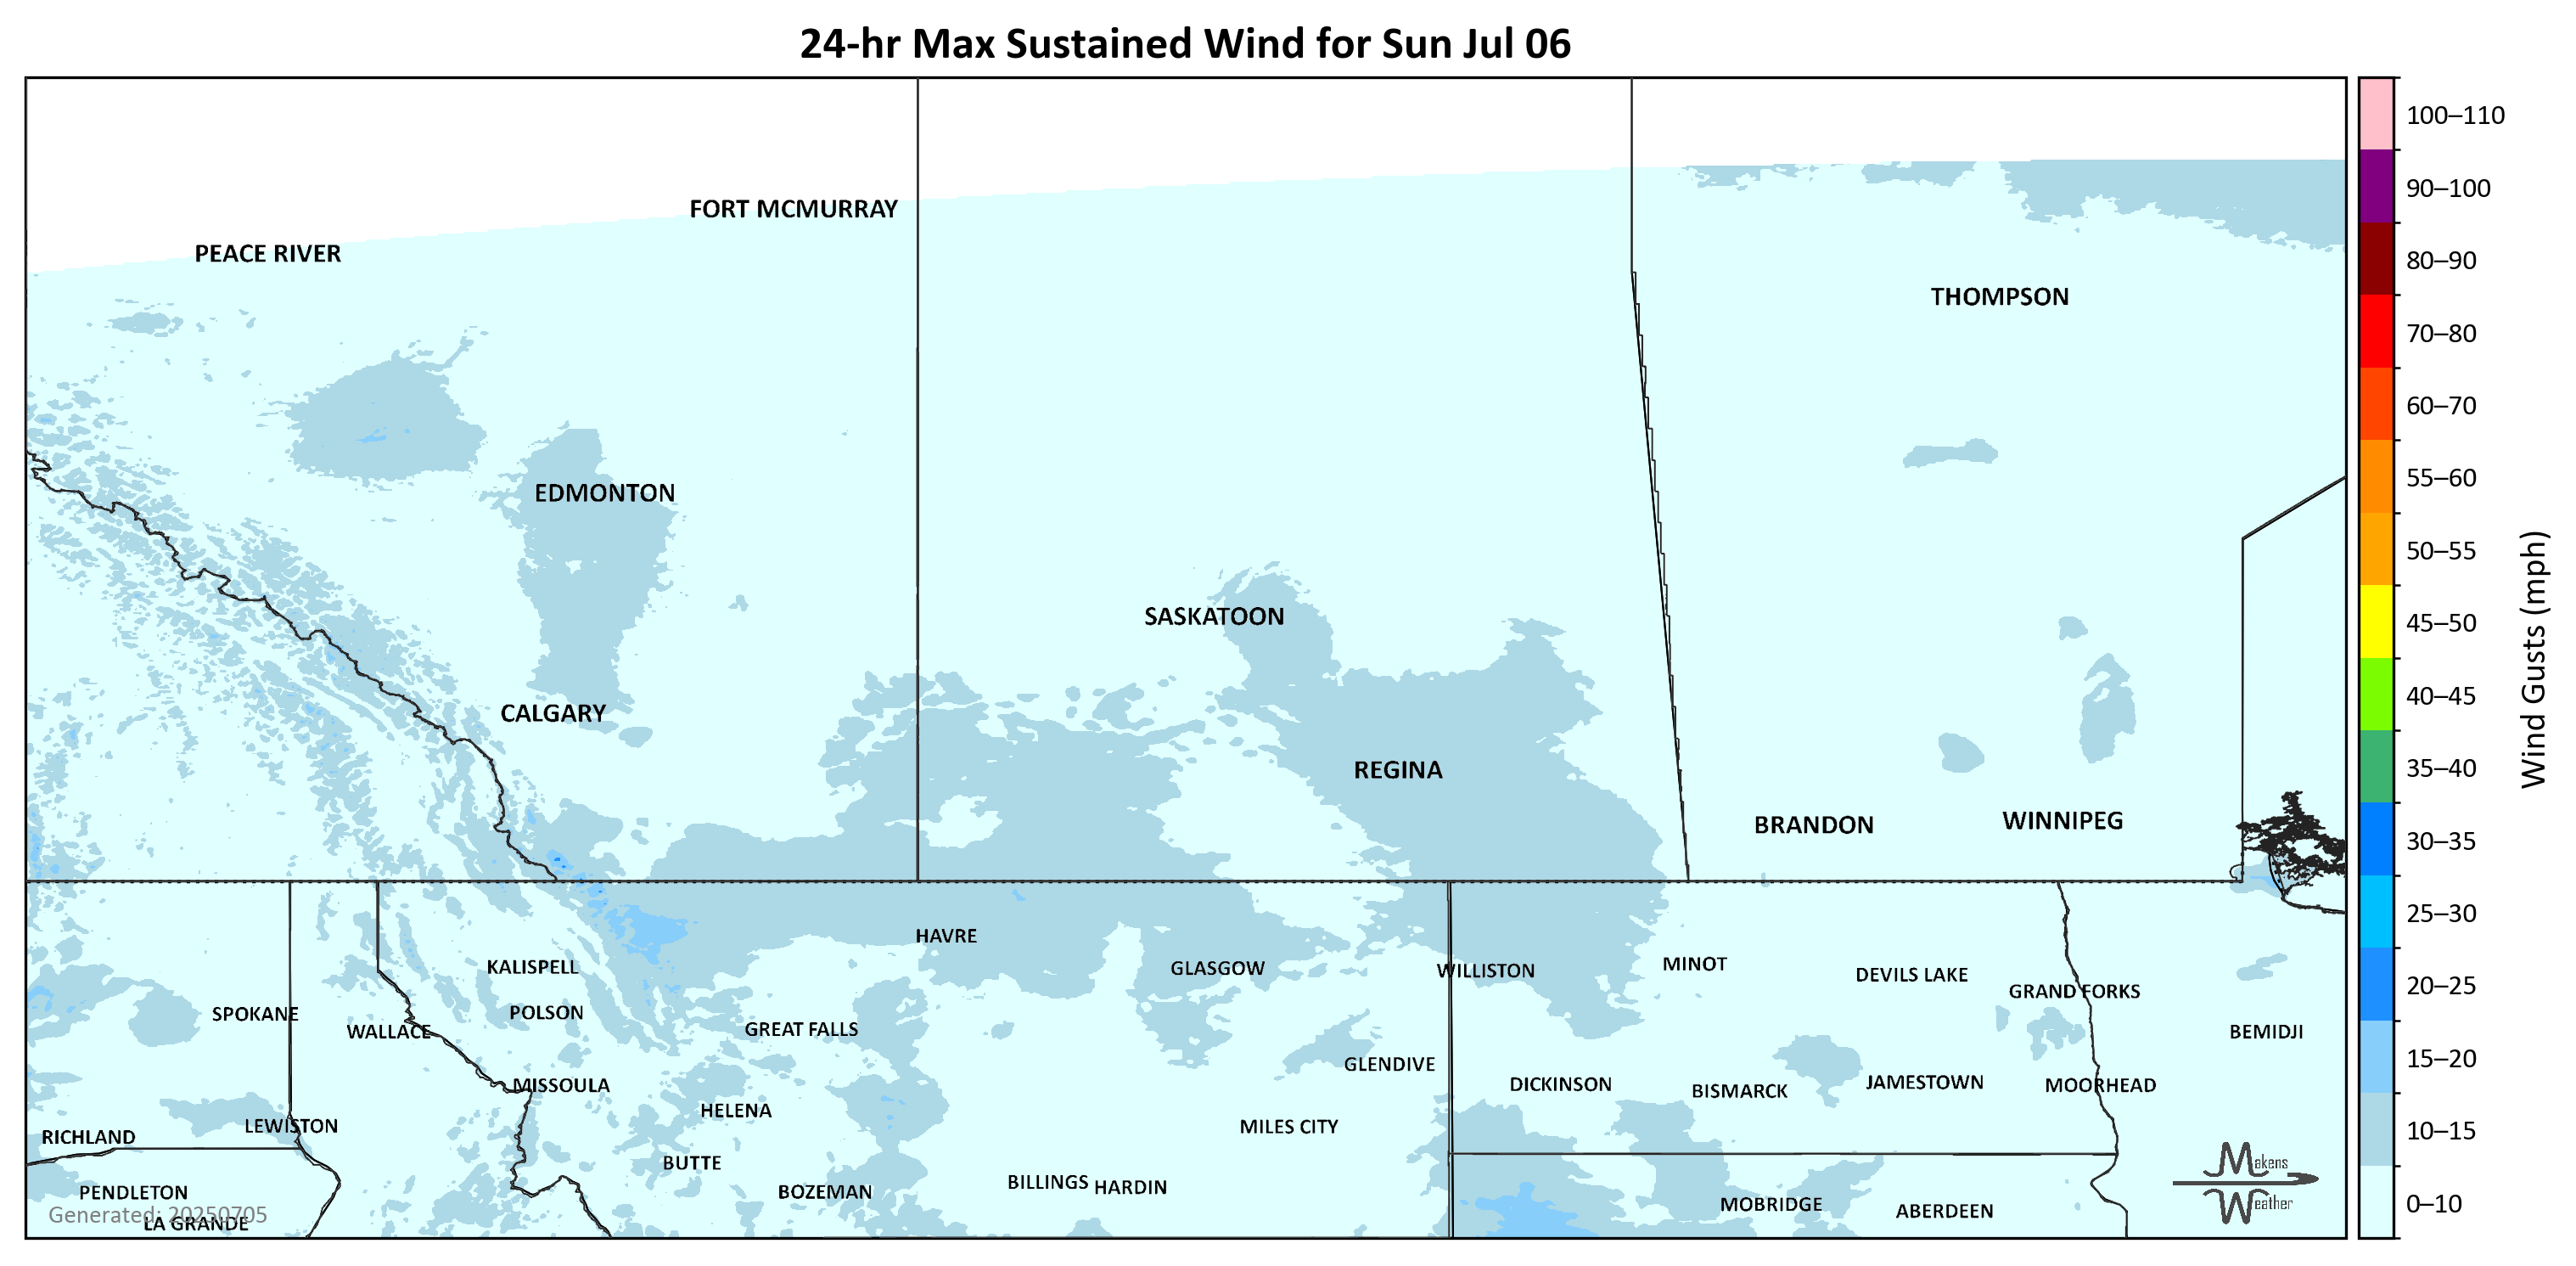 24-hr Max Sustained Wind for Sun Jul 06
100–110
90–100
80–90
70–80
60–70
55–60
50–55
45–50
40–45
35–40
30–35
25–30
20–25
15–20
10–15
0–10
Wind Gusts (mph)
FORT MCMURRAY
PEACE RIVER
THOMPSON
EDMONTON
SASKATOON
CALGARY
REGINA
BRANDON
WINNIPEG
HAVRE
KALISPELL
GLASGOW
WILLISTON
MINOT
DEVILS LAKE
GRAND FORKS
SPOKANE
POLSON
WALLACE
GREAT FALLS
BEMIDJI
GLENDIVE
MISSOULA
DICKINSON
BISMARCK
JAMESTOWN
MOORHEAD
HELENA
LEWISTON
MILES CITY
RICHLAND
BUTTE
PENDLETON
BOZEMAN
BILLINGS
HARDIN
MOBRIDGE
ABERDEEN
Generated: 20250705
LA GRANDE
Makens
Weather